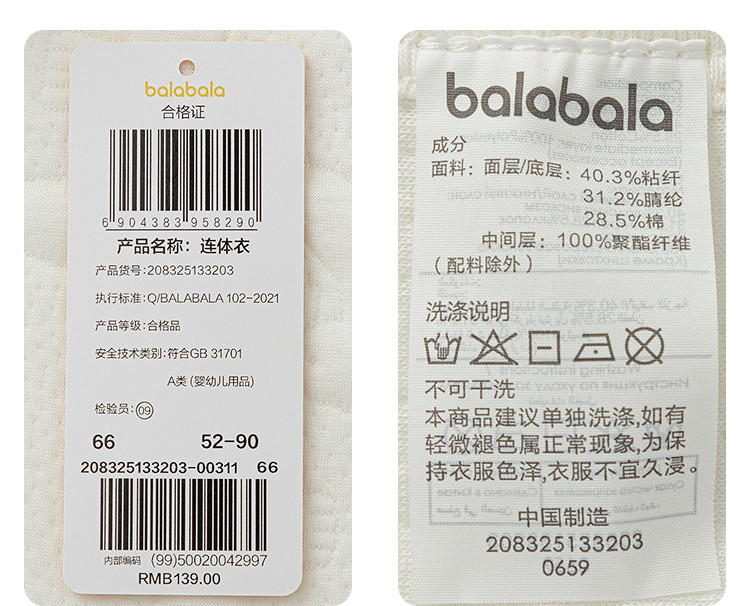 balabala
合格证
6 904383 958290
产品名称：连体衣
产品货号:208325133203
执行标准:Q/BALABALA 102-2021
产品等级:合格品
安全技术类别:符合GB 31701
A类 (婴幼儿用品)
检验员:09
66 52-90
208325133203-00311 66
内部编码 (99)50020042997
RMB139.00
balabala
成分
面料：面层/底层：40.3%粘纤
31.2%腈纶
28.5%棉
中间层：100%聚酯纤维
（配料除外）
洗涤说明
不可干洗
本商品建议单独洗涤,如有
轻微褪色属正常现象,为保
持衣服色泽,衣服不宜久浸。
中国制造
208325133203
0659